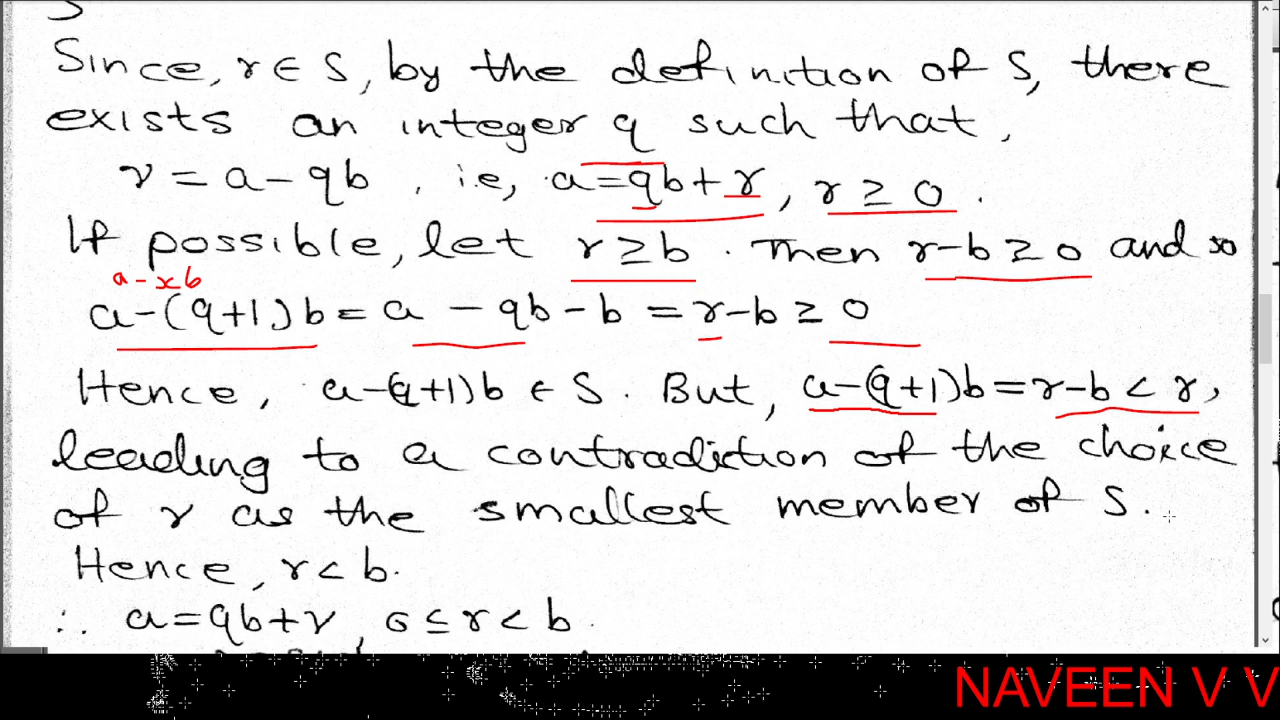 S
Since, r ∈ S, by the definition of S, there
exists an integer q such that,
r = a - qb , i.e, a = qb + r , r ≥ 0 .
If possible, let r ≥ b . Then r-b ≥ 0 and so
a - xb
a-(q+1)b = a - qb - b = r-b ≥ 0
Hence, a-(q+1)b ∈ S. But, a-(q+1)b = r-b < r,
leading to a contradiction of the choice
of r as the smallest member of S.
Hence, r < b.
∴ a = qb + r, 0 ≤ r < b.
NAVEEN V V